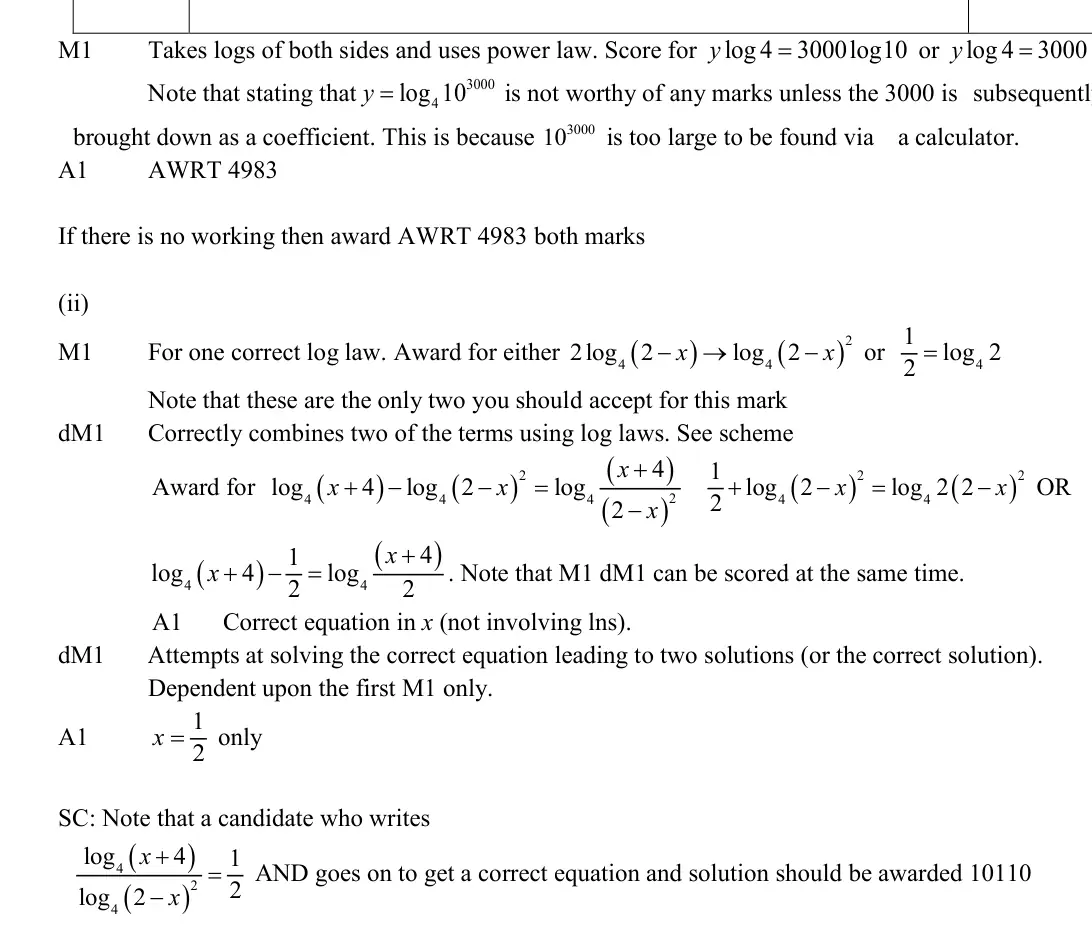 M1 Takes logs of both sides and uses power law. Score for y log 4 = 3000 log10 or y log 4 = 3000
Note that stating that y = log₄ 10³⁰⁰⁰ is not worthy of any marks unless the 3000 is subsequentl
brought down as a coefficient. This is because 10³⁰⁰⁰ is too large to be found via a calculator.
A1 AWRT 4983
If there is no working then award AWRT 4983 both marks
(ii)
M1 For one correct log law. Award for either 2 log₄ (2 − x) → log₄ (2 − x)² or 1/2 = log₄ 2
Note that these are the only two you should accept for this mark
dM1 Correctly combines two of the terms using log laws. See scheme
Award for log₄ (x + 4) − log₄ (2 − x)² = log₄ (x + 4)/(2 − x)² 1/2 + log₄ (2 − x)² = log₄ 2(2 − x)² OR
log₄ (x + 4) − 1/2 = log₄ (x + 4)/2 . Note that M1 dM1 can be scored at the same time.
A1 Correct equation in x (not involving lns).
dM1 Attempts at solving the correct equation leading to two solutions (or the correct solution).
Dependent upon the first M1 only.
A1 x = 1/2 only
SC: Note that a candidate who writes
log₄ (x + 4)/log₄ (2 − x)² = 1/2 AND goes on to get a correct equation and solution should be awarded 10110